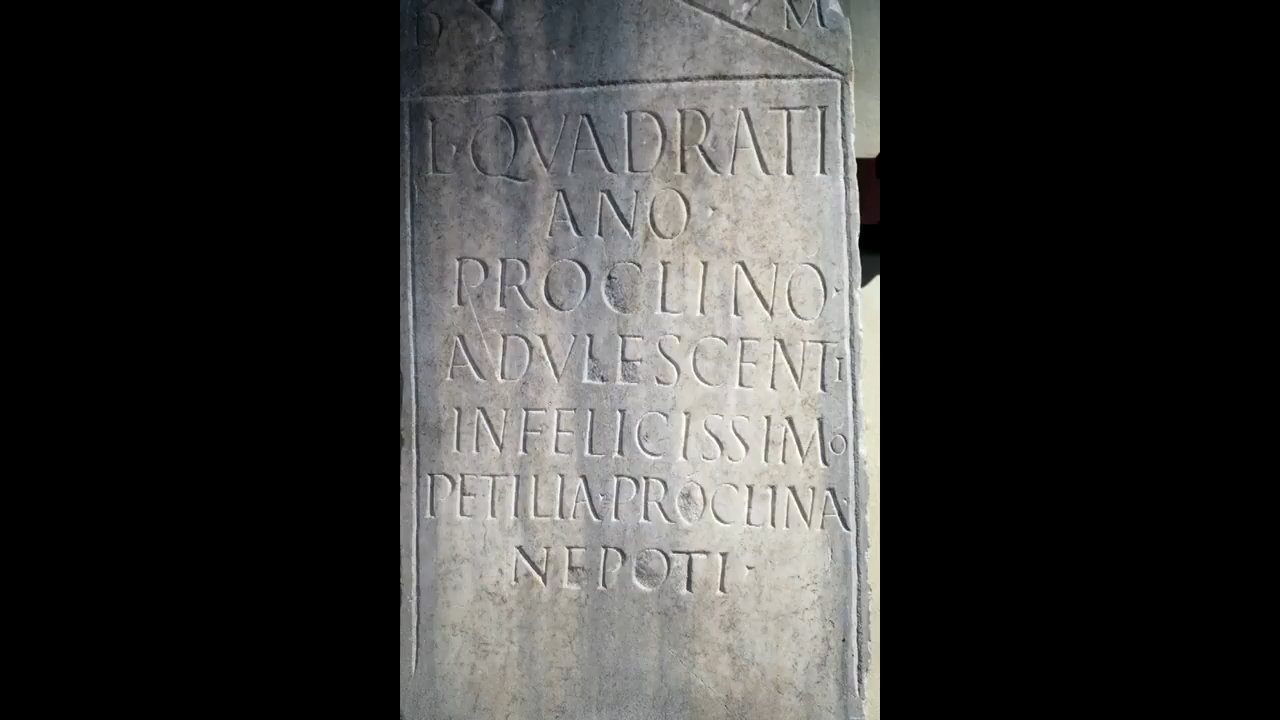 D M
L·QVADRATI
ANO·
PROCLINO·
ADVLESCENTI
INFELICISSIMO
PETILIA·PROCLINA·
NEPOTI·